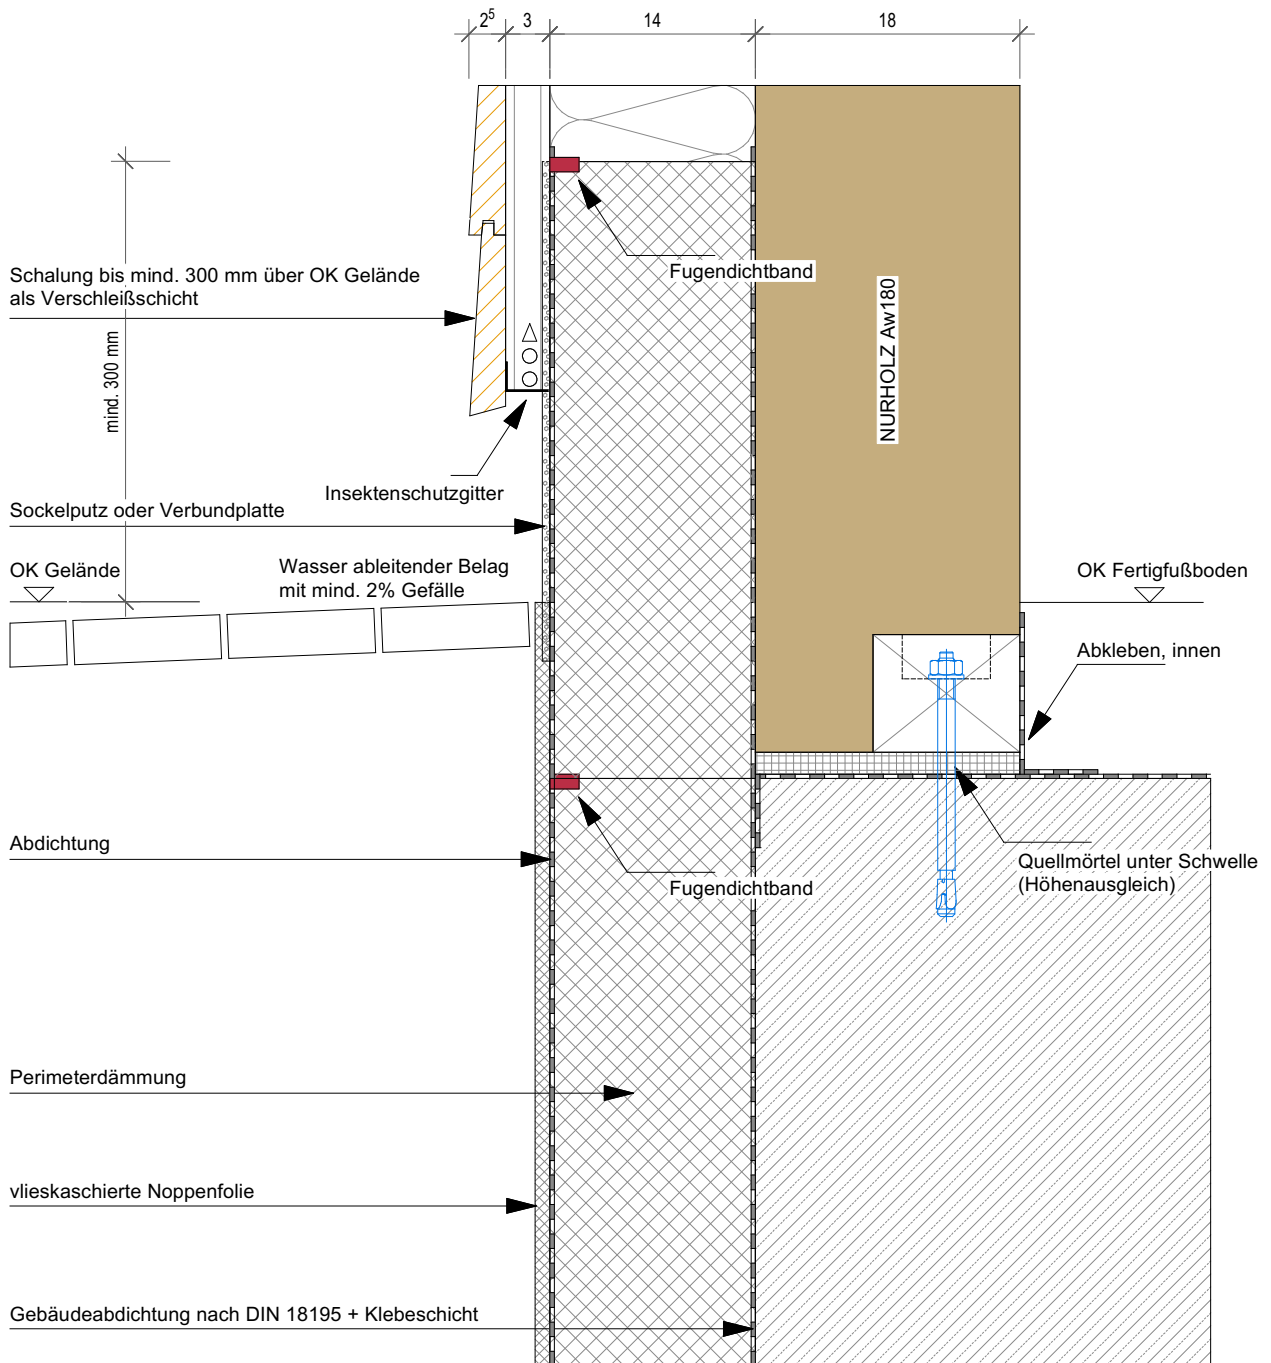 2⁵ 3 14 18
Fugendichtband
Schalung bis mind. 300 mm über OK Gelände
als Verschleißschicht
NURHOLZ Aw180
mind. 300 mm
Insektenschutzgitter
Sockelputz oder Verbundplatte
OK Gelände
Wasser ableitender Belag
mit mind. 2% Gefälle
OK Fertigfußboden
Abkleben, innen
Abdichtung
Quellmörtel unter Schwelle
(Höhenausgleich)
Fugendichtband
Perimeterdämmung
vlieskaschierte Noppenfolie
Gebäudeabdichtung nach DIN 18195 + Klebeschicht